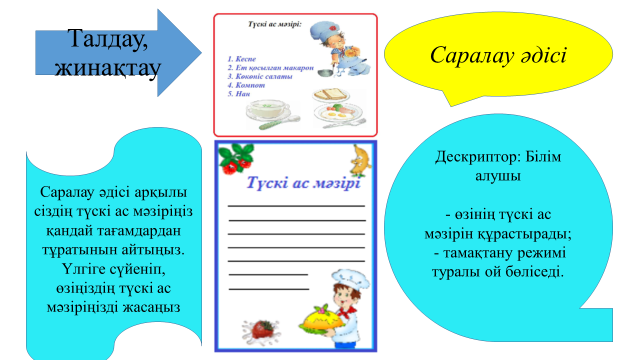 Талдау,
жинақтау
Түскі ас мәзірі:
1. Кеспе
2. Ет қосылған макарон
3. Көкөніс салаты
4. Компот
5. Нан
Саралау әдісі
Саралау әдісі арқылы
сіздің түскі ас мәзіріңіз
қандай тағамдардан
тұратынын айтыңыз.
Үлгіге сүйеніп,
өзіңіздің түскі ас
мәзіріңізді жасаңыз
Түскі ас мәзірі
Дескриптор: Білім
алушы
- өзінің түскі ас
мәзірін құрастырады;
- тамақтану режимі
туралы ой бөліседі.